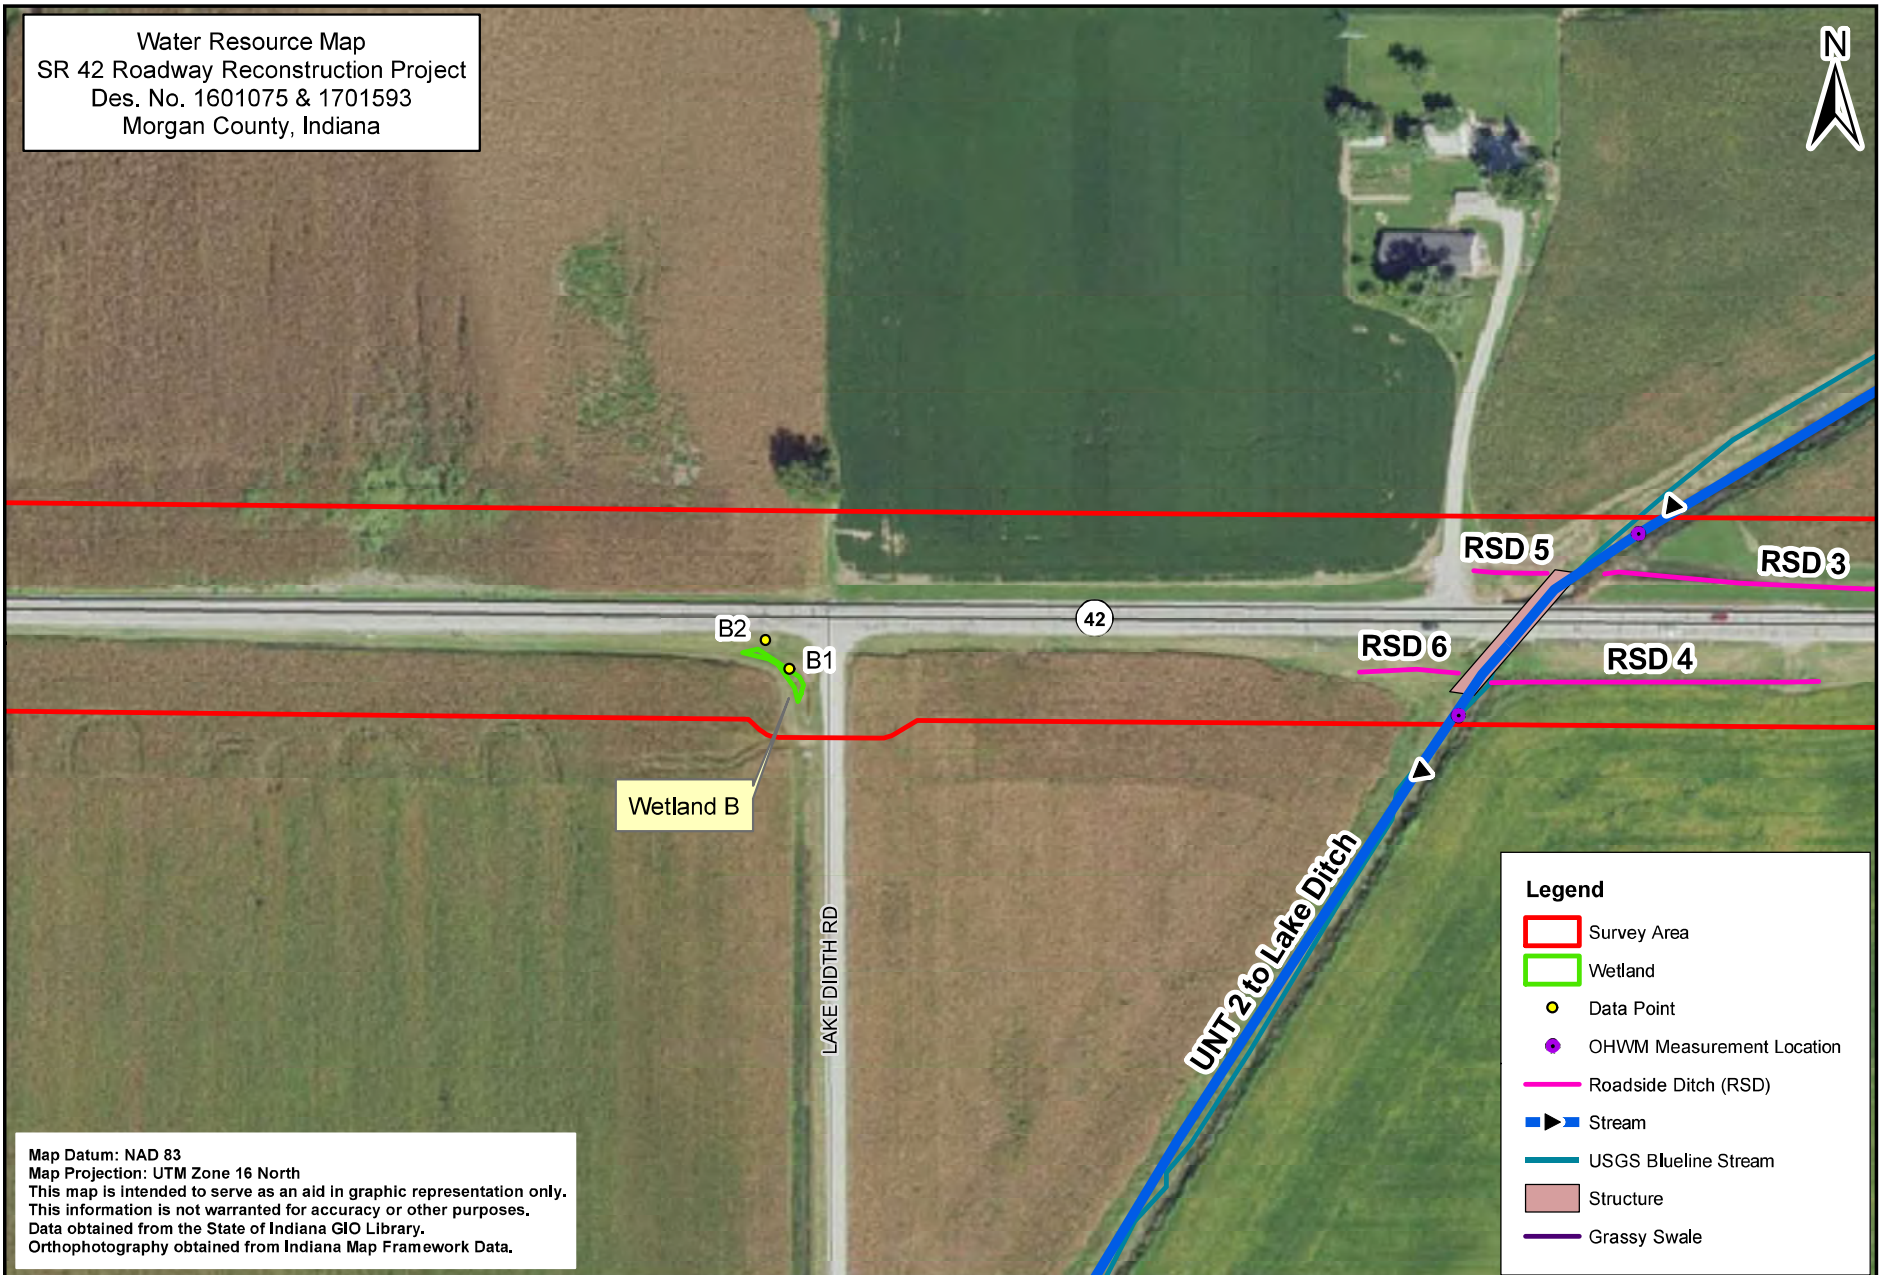 Water Resource Map
SR 42 Roadway Reconstruction Project
Des. No. 1601075 & 1701593
Morgan County, Indiana
N
RSD 5
RSD 3
42
B2
B1
RSD 6
RSD 4
Wetland B
LAKE DIDTH RD
UNT 2 to Lake Ditch
Legend
Survey Area
Wetland
Data Point
OHWM Measurement Location
Roadside Ditch (RSD)
Stream
USGS Blueline Stream
Structure
Grassy Swale
Map Datum: NAD 83
Map Projection: UTM Zone 16 North
This map is intended to serve as an aid in graphic representation only.
This information is not warranted for accuracy or other purposes.
Data obtained from the State of Indiana GIO Library.
Orthophotography obtained from Indiana Map Framework Data.